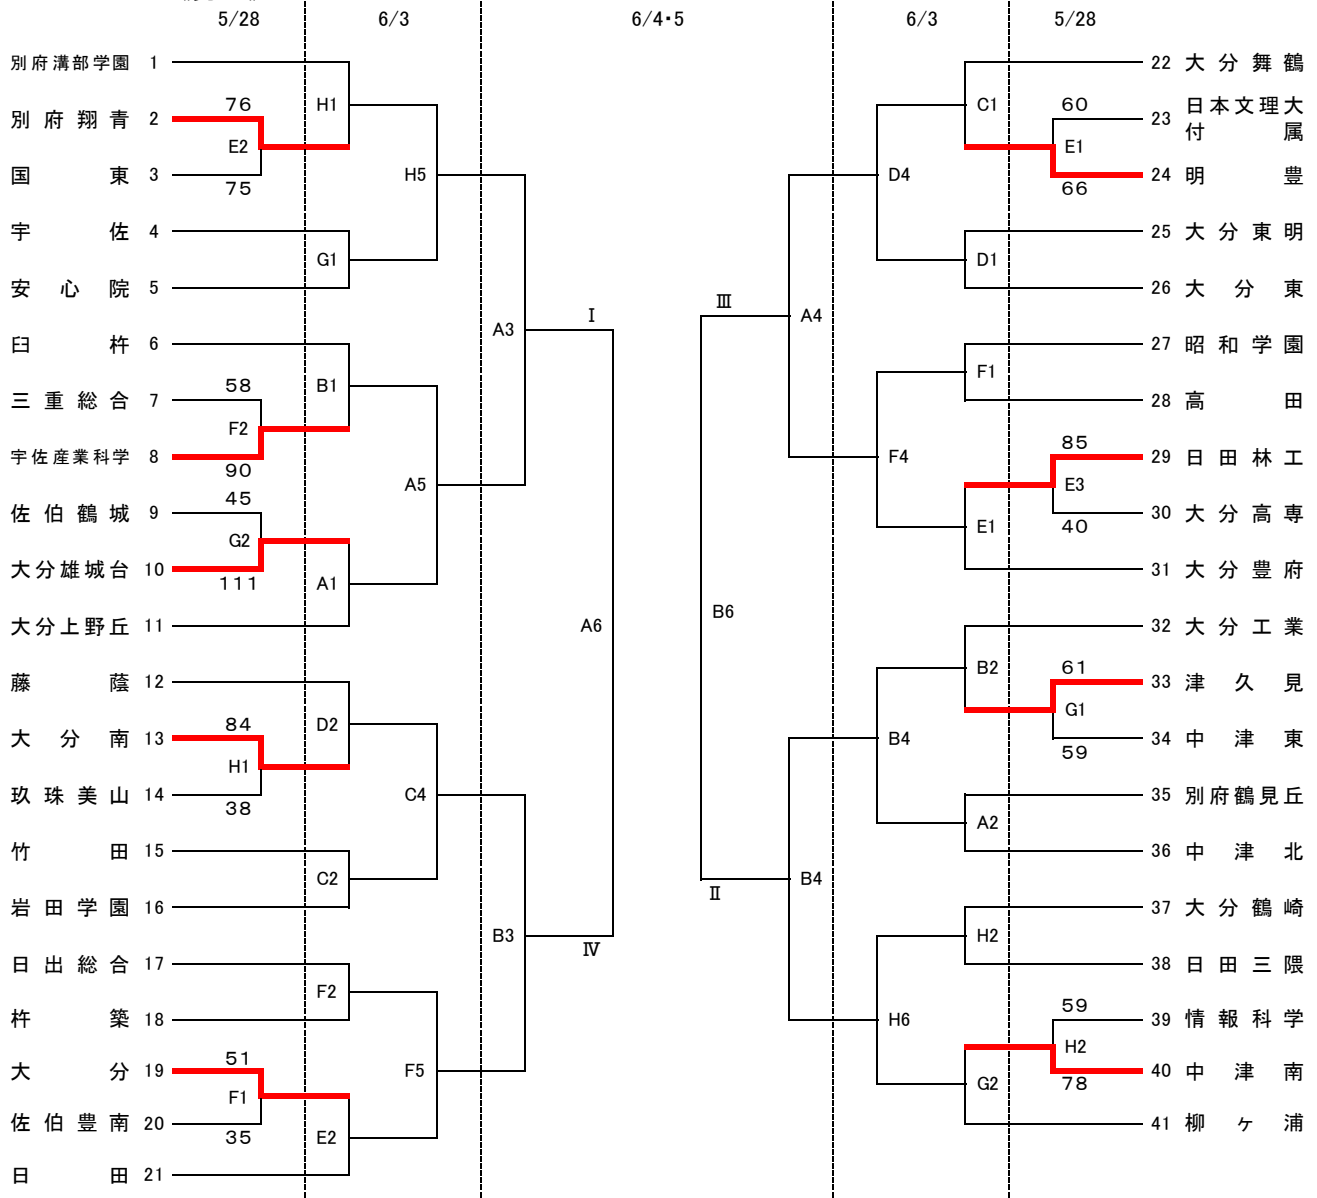 5/28 6/3 6/4・5 6/3 5/28
別府溝部学園 1
76
別府翔青 2
E2
国東 3
75
H1
H5
宇佐 4
G1
安心院 5
臼杵 6
58
三重総合 7
F2
宇佐産業科学 8
90
B1
A5
45
佐伯鶴城 9
G2
大分雄城台 10
111
A1
大分上野丘 11
A3
Ⅰ
A6
藤蔭 12
84
大分南 13
H1
玖珠美山 14
38
D2
C4
竹田 15
C2
岩田学園 16
B3
Ⅳ
日出総合 17
F2
杵築 18
51
大分 19
F1
佐伯豊南 20
35
F5
E2
日田 21
22 大分舞鶴
C1
60
23 日本文理大
付属
E1
24 明豊
66
D4
25 大分東明
D1
26 大分東
Ⅲ
A4
27 昭和学園
F1
28 高田
F4
85
29 日田林工
E3
30 大分高専
40
E1
31 大分豊府
B6
32 大分工業
B2
61
33 津久見
G1
34 中津東
59
B4
35 別府鶴見丘
A2
36 中津北
Ⅱ
B4
37 大分鶴崎
H2
38 日田三隈
H6
59
39 情報科学
H2
40 中津南
78
G2
41 柳ヶ浦